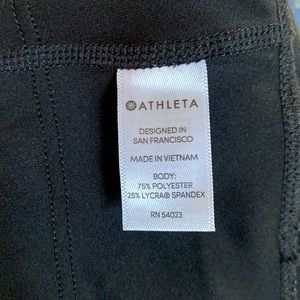 ATHLETA
DESIGNED IN
SAN FRANCISCO
MADE IN VIETNAM
BODY:
75% POLYESTER
25% LYCRA® SPANDEX
RN 54023